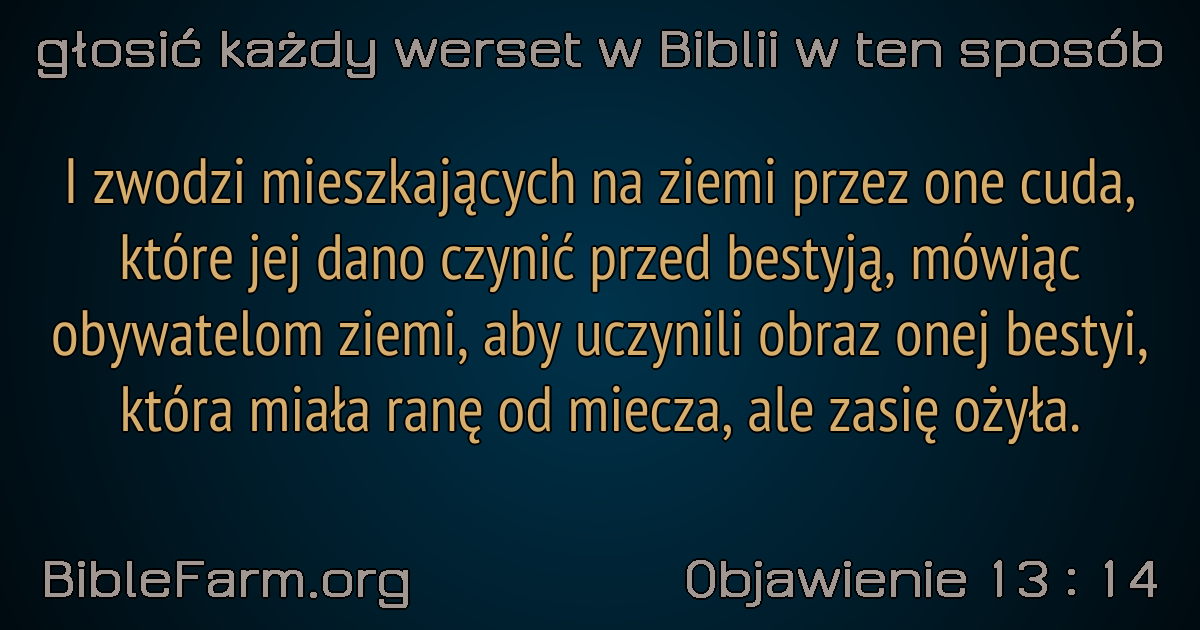 głosić każdy werset w Biblii w ten sposób
I zwodzi mieszkających na ziemi przez one cuda,
które jej dano czynić przed bestyją, mówiąc
obywatelom ziemi, aby uczynili obraz onej bestyi,
która miała ranę od miecza, ale zasię ożyła.
BibleFarm.org
Objawienie 13 : 14